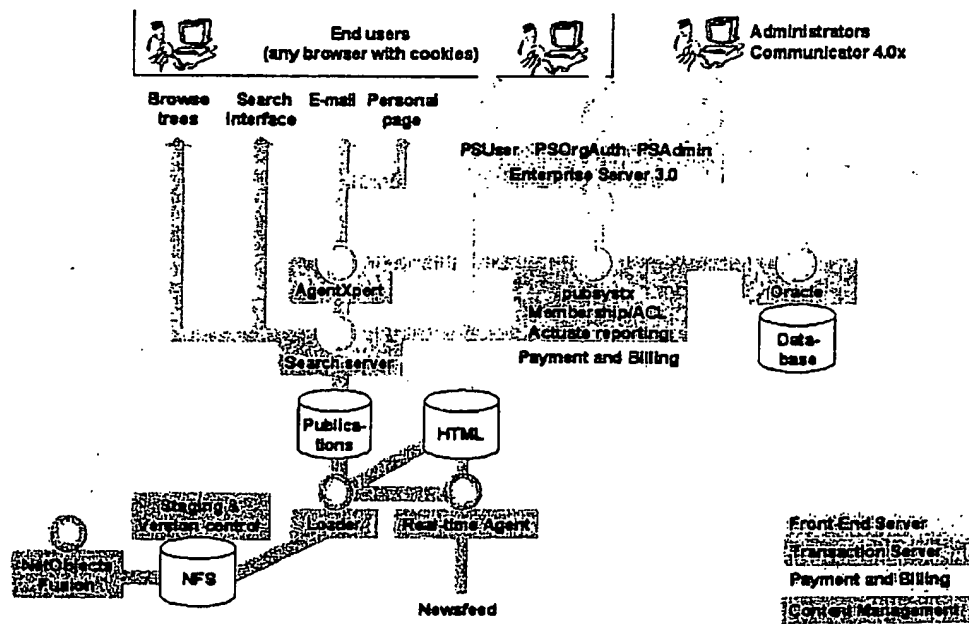 End users
(any browser with cookies)
Administrators
Communicator 4.0x
Browse
trees
Search
interface
E-mail
Personal
page
PSUser PSOrgAuth PSAdmin
Enterprise Server 3.0
AgentXpert
pubsystx
Membership/ACL
Actuate reporting
Payment and Billing
Oracle
Data-
base
Search server
Publica-
tions
HTML
Staging &
Version control
Loader
Real-time Agent
NetObjects
Fusion
NFS
Newsfeed
Front-End Server
Transaction Server
Payment and Billing
Content Management